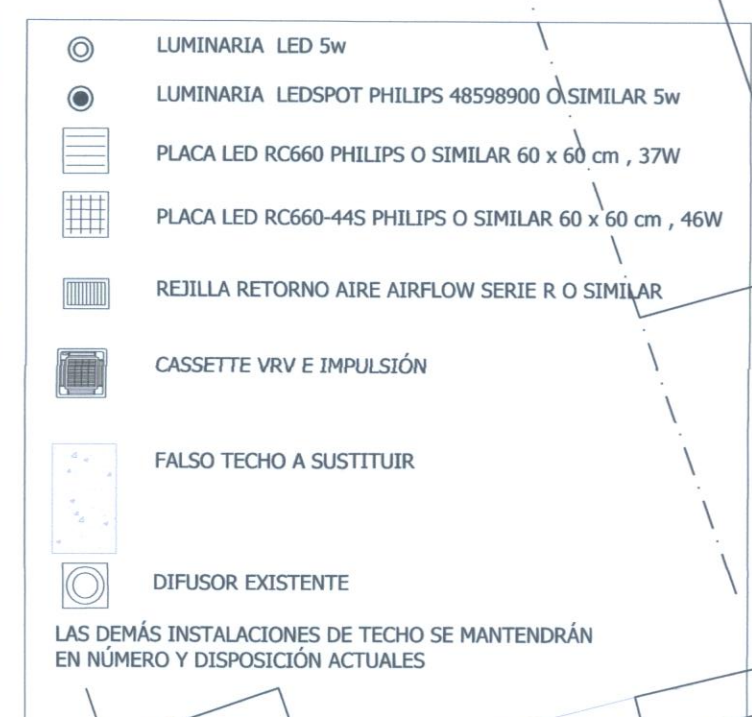 LUMINARIA LED 5w
LUMINARIA LEDSPOT PHILIPS 48598900 O SIMILAR 5w
PLACA LED RC660 PHILIPS O SIMILAR 60 x 60 cm , 37W
PLACA LED RC660-44S PHILIPS O SIMILAR 60 x 60 cm , 46W
REJILLA RETORNO AIRE AIRFLOW SERIE R O SIMILAR
CASSETTE VRV E IMPULSIÓN
FALSO TECHO A SUSTITUIR
DIFUSOR EXISTENTE
LAS DEMÁS INSTALACIONES DE TECHO SE MANTENDRÁN
EN NÚMERO Y DISPOSICIÓN ACTUALES